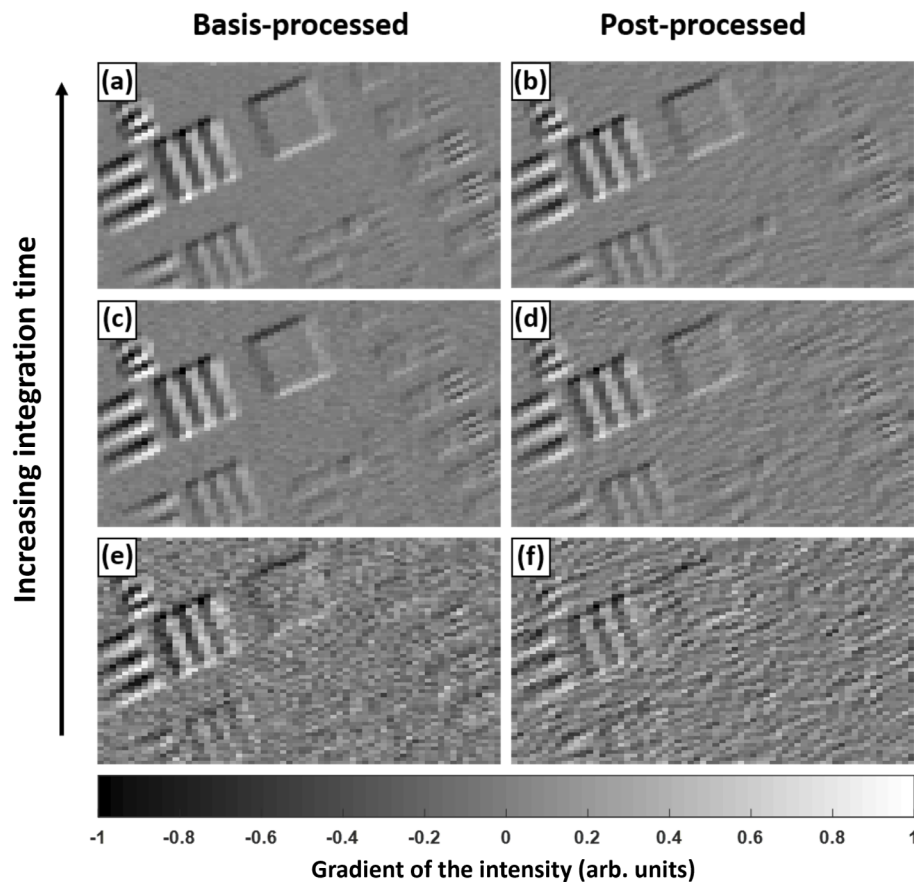 Basis-processed Post-processed
Increasing integration time
(a) (b)
(c) (d)
(e) (f)
-1 -0.8 -0.6 -0.4 -0.2 0 0.2 0.4 0.6 0.8 1
Gradient of the intensity (arb. units)